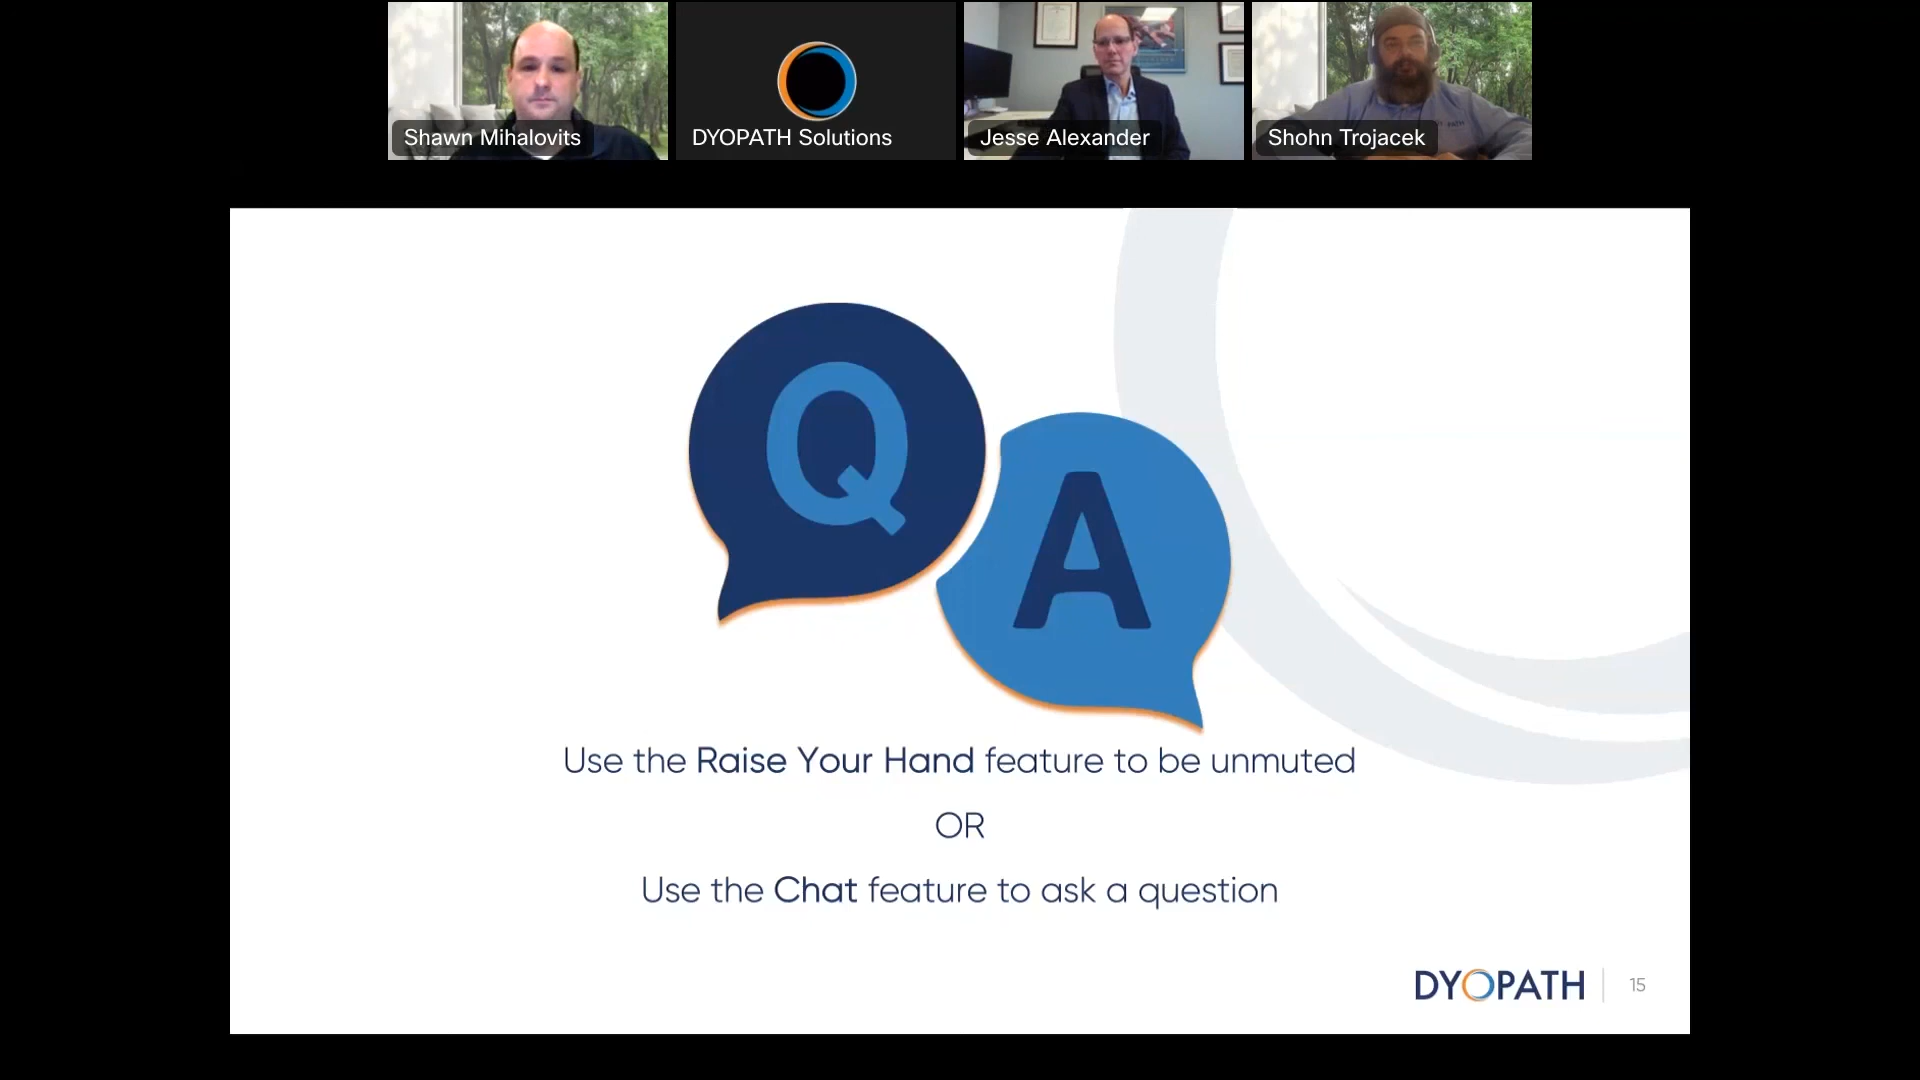 Shawn Mihalovits
DYOPATH Solutions
Jesse Alexander
Shohn Trojacek
Q
A
Use the Raise Your Hand feature to be unmuted
OR
Use the Chat feature to ask a question
DYOPATH
15